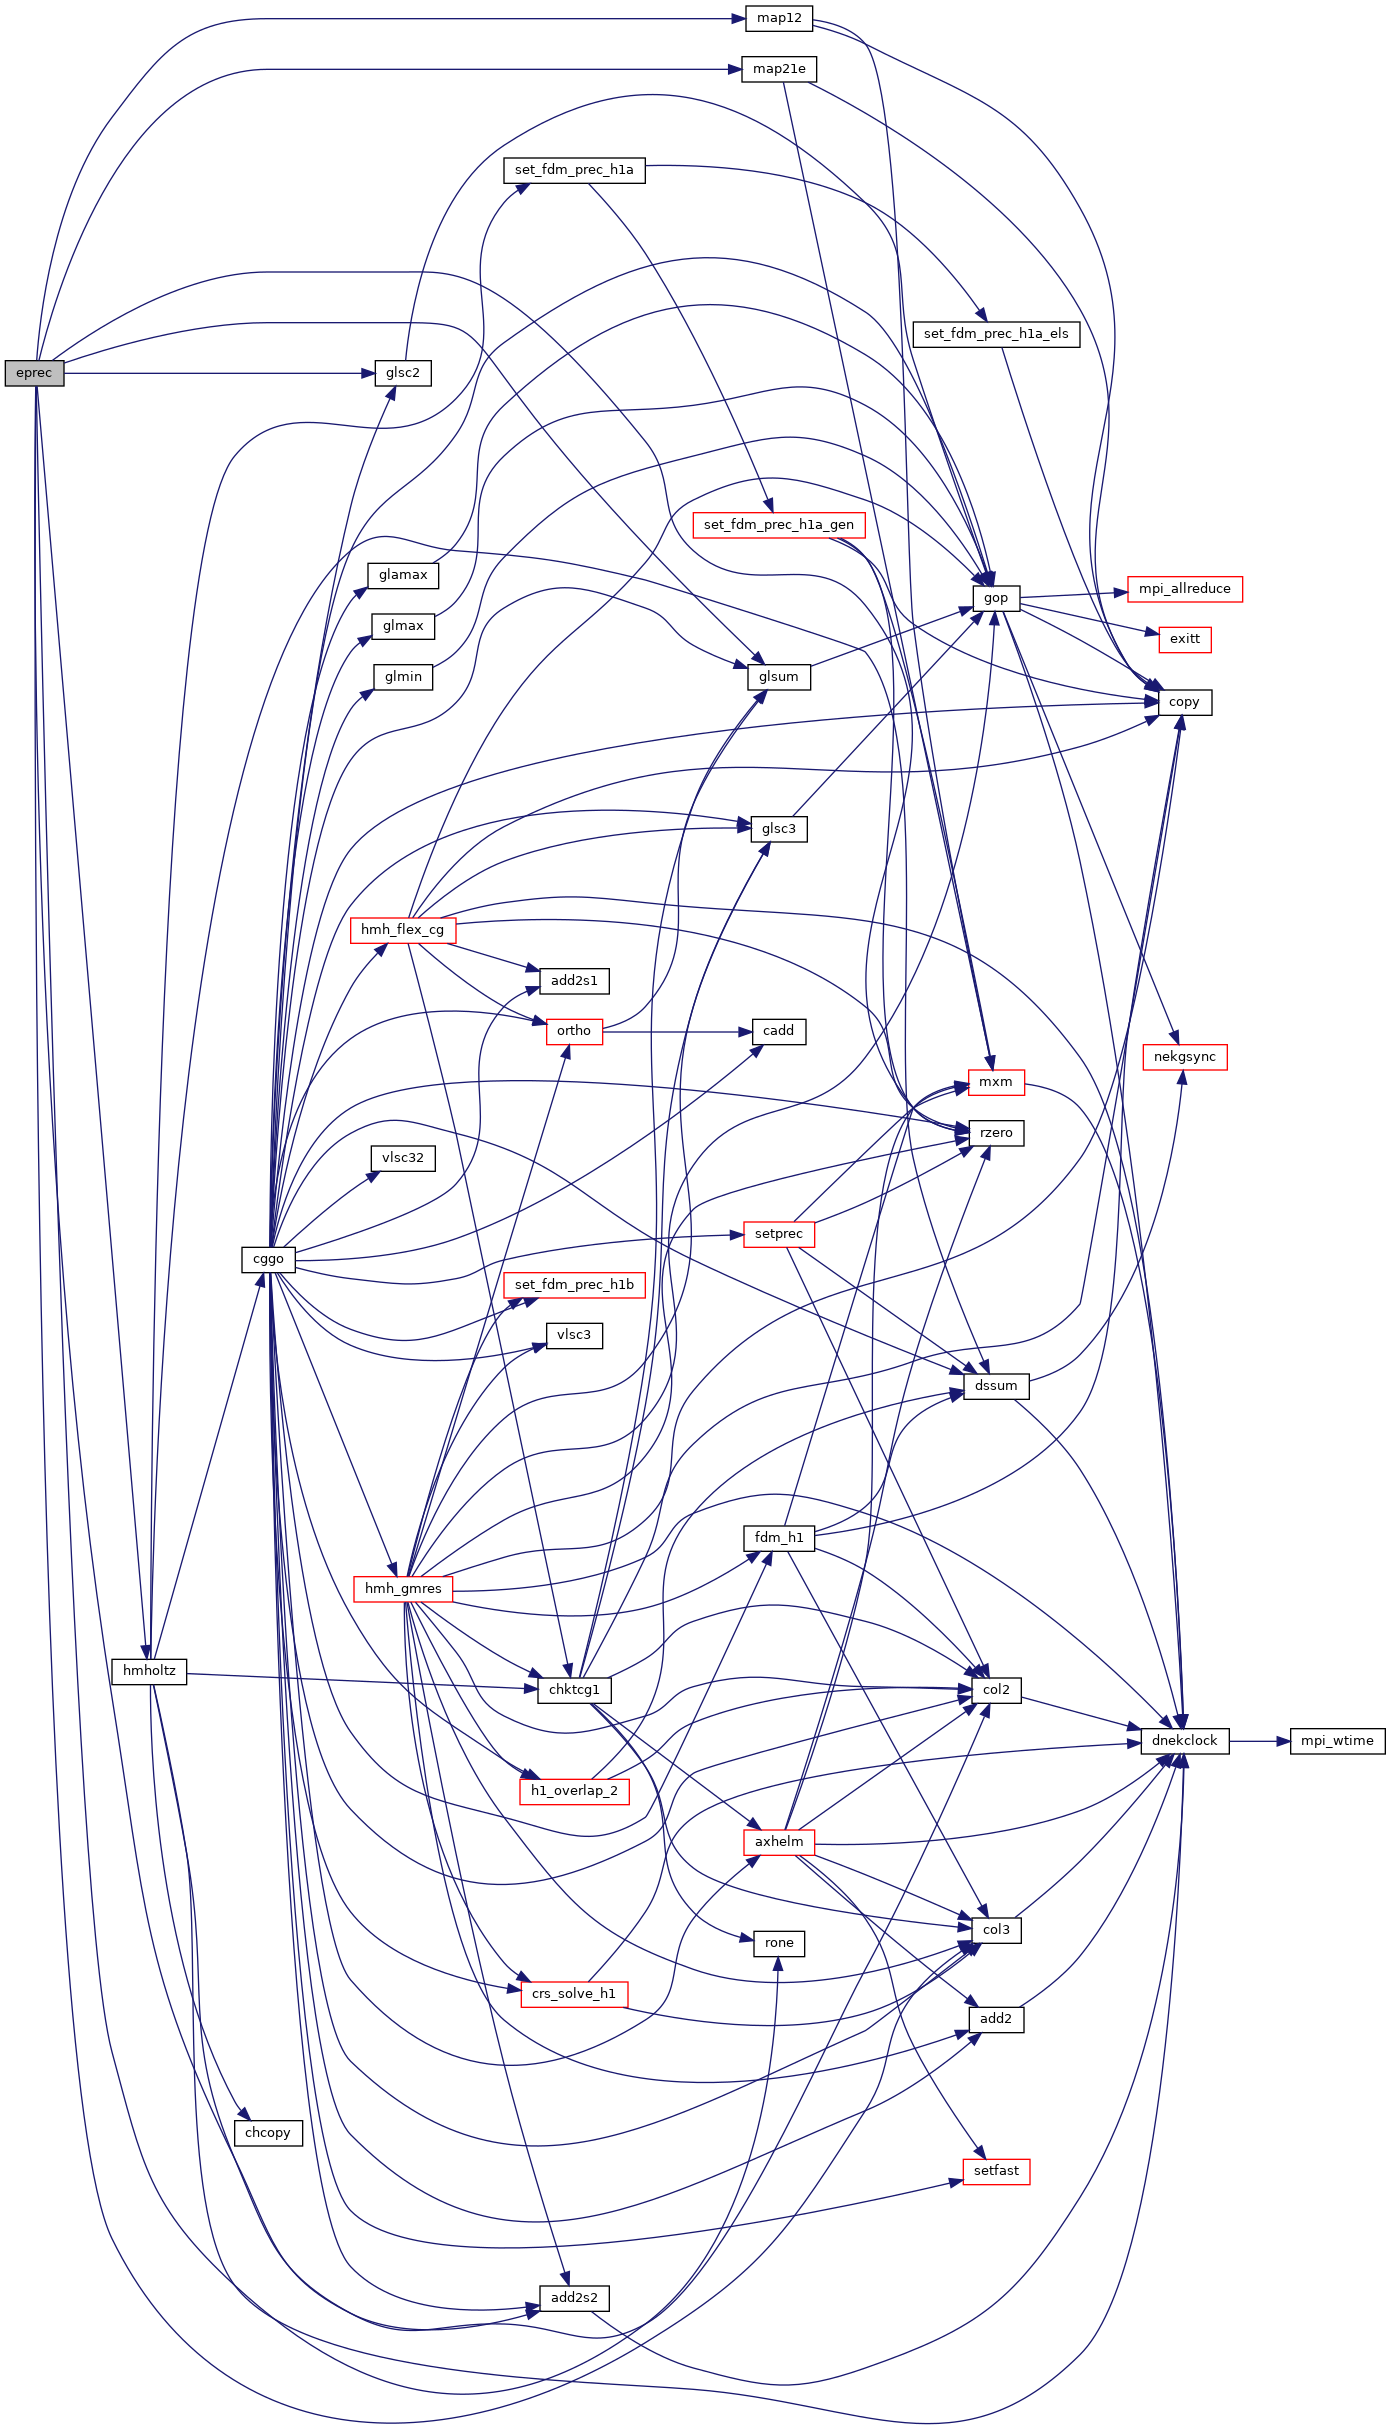 map12
map21e
set_fdm_prec_h1a
set_fdm_prec_h1a_els
eprec
glsc2
set_fdm_prec_h1a_gen
glamax
gop
mpi_allreduce
glmax
exitt
glmin
glsum
copy
glsc3
hmh_flex_cg
add2s1
ortho
cadd
nekgsync
mxm
rzero
vlsc32
setprec
cggo
set_fdm_prec_h1b
vlsc3
dssum
fdm_h1
hmh_gmres
hmholtz
chktcg1
col2
dnekclock
mpi_wtime
h1_overlap_2
axhelm
col3
rone
crs_solve_h1
add2
chcopy
setfast
add2s2